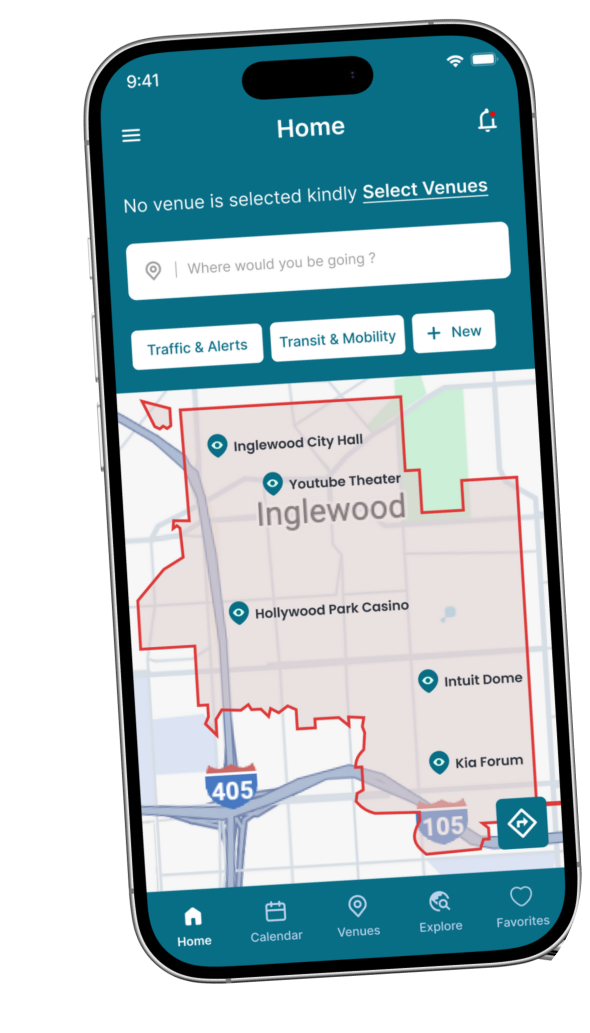 9:41
Home
No venue is selected kindly Select Venues
Where would you be going ?
Traffic & Alerts
Transit & Mobility
+ New
Inglewood City Hall
Youtube Theater
Inglewood
Hollywood Park Casino
Intuit Dome
Kia Forum
405
105
Home
Calendar
Venues
Explore
Favorites